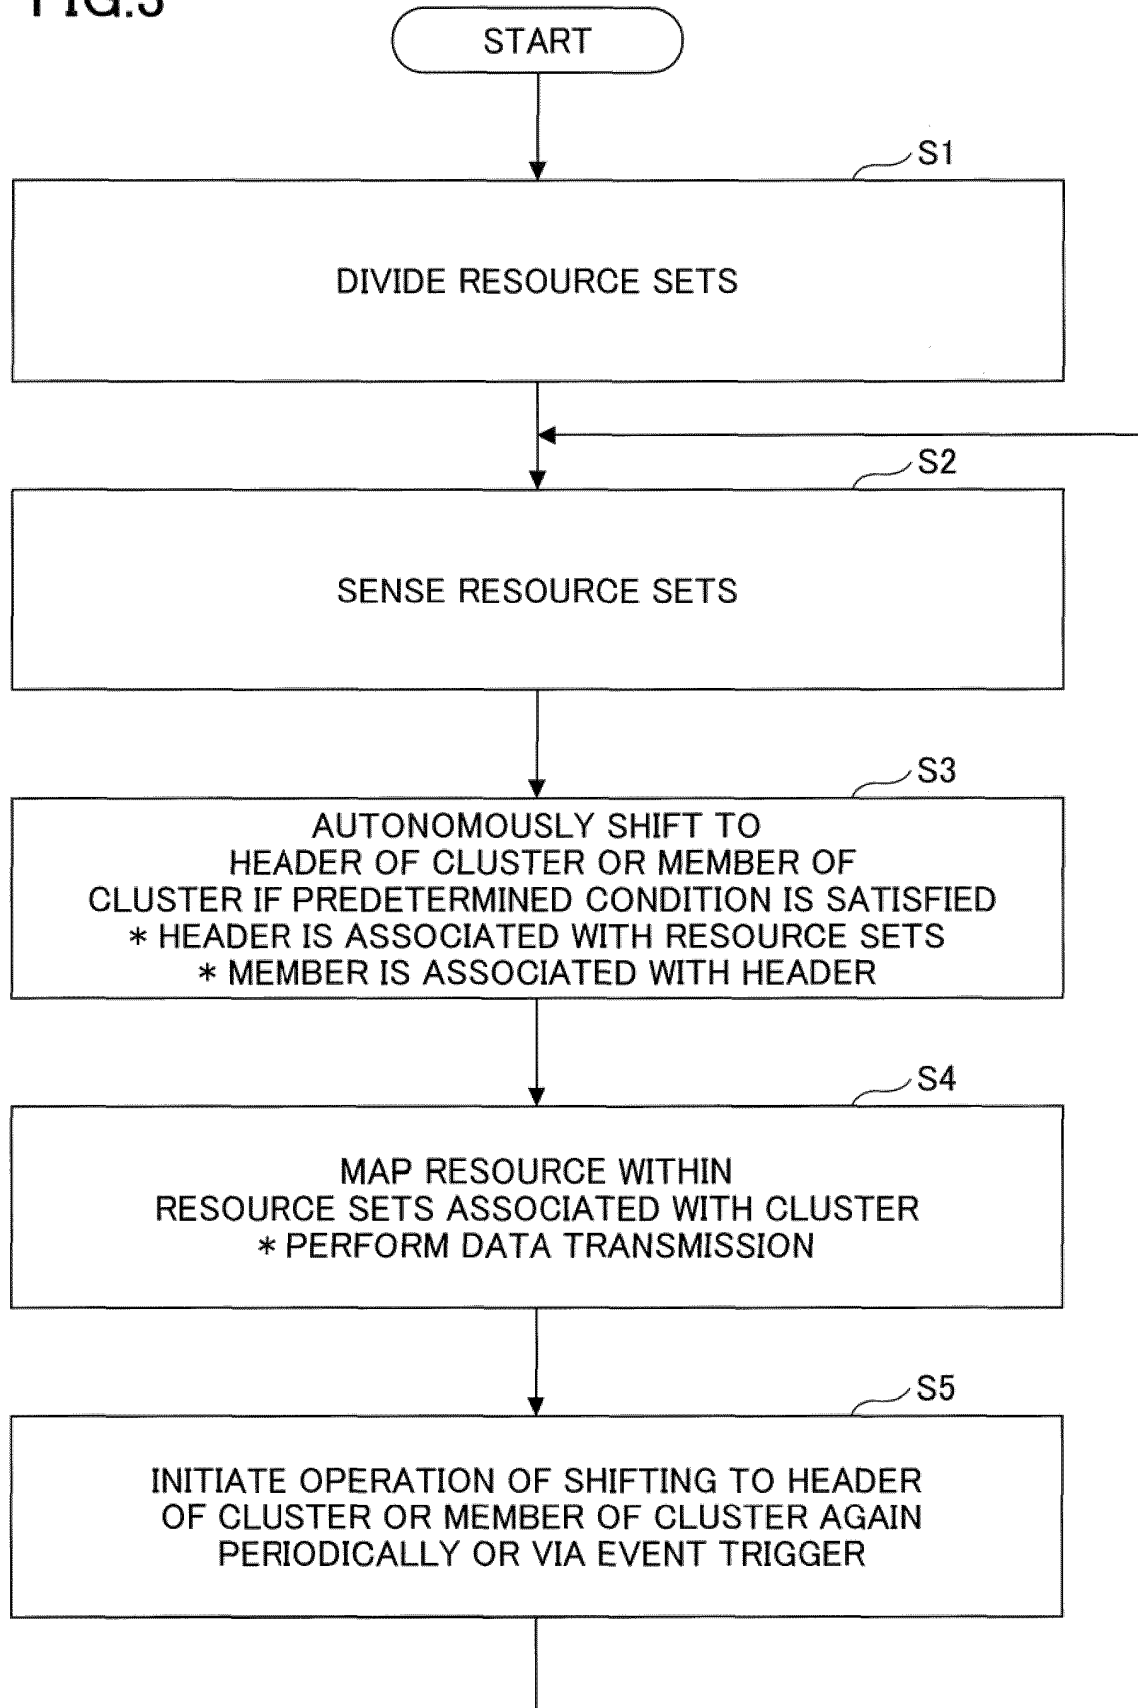 FIG.3
START
S1
DIVIDE RESOURCE SETS
S2
SENSE RESOURCE SETS
S3
AUTONOMOUSLY SHIFT TO
HEADER OF CLUSTER OR MEMBER OF
CLUSTER IF PREDETERMINED CONDITION IS SATISFIED
* HEADER IS ASSOCIATED WITH RESOURCE SETS
* MEMBER IS ASSOCIATED WITH HEADER
S4
MAP RESOURCE WITHIN
RESOURCE SETS ASSOCIATED WITH CLUSTER
* PERFORM DATA TRANSMISSION
S5
INITIATE OPERATION OF SHIFTING TO HEADER
OF CLUSTER OR MEMBER OF CLUSTER AGAIN
PERIODICALLY OR VIA EVENT TRIGGER